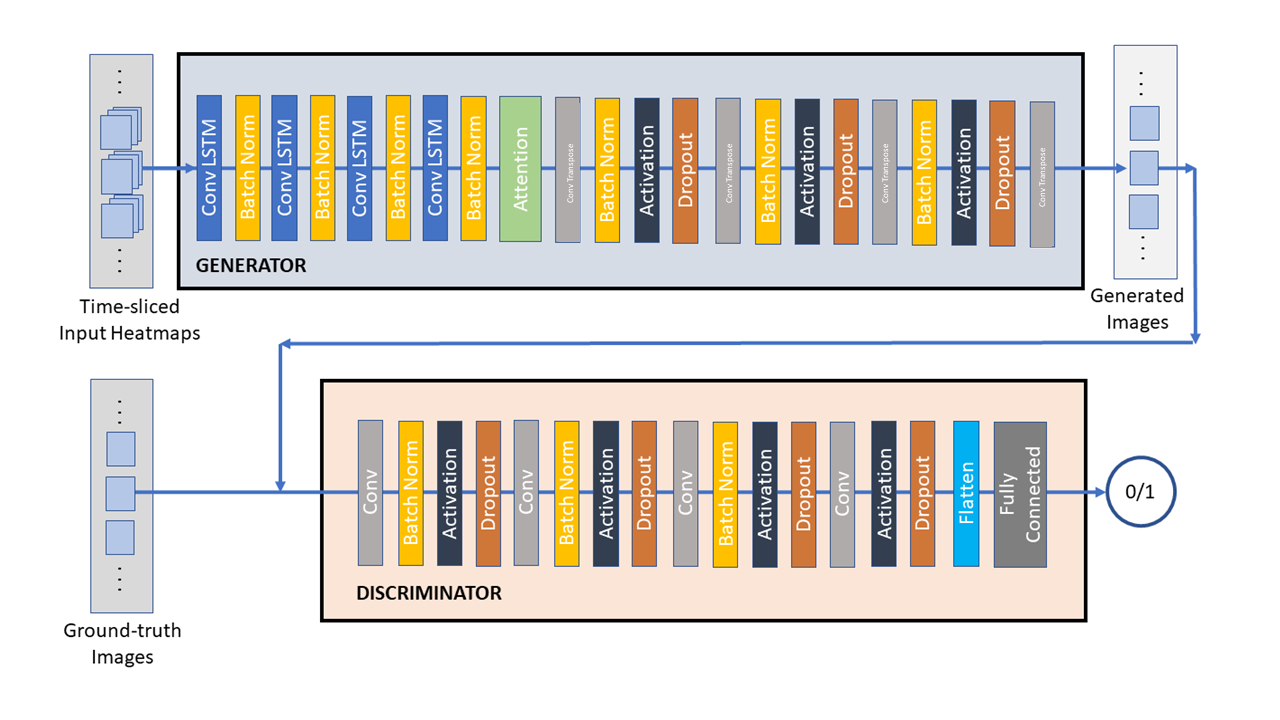 Conv LSTM
Batch Norm
Conv LSTM
Batch Norm
Conv LSTM
Batch Norm
Conv LSTM
Batch Norm
Attention
Conv Transpose
Batch Norm
Activation
Dropout
Conv Transpose
Batch Norm
Activation
Dropout
Conv Transpose
Batch Norm
Activation
Dropout
Conv Transpose
GENERATOR
Time-sliced
Input Heatmaps
Generated
Images
Conv
Batch Norm
Activation
Dropout
Conv
Batch Norm
Activation
Dropout
Conv
Batch Norm
Activation
Dropout
Conv
Activation
Dropout
Flatten
Fully
Connected
0/1
DISCRIMINATOR
Ground-truth
Images